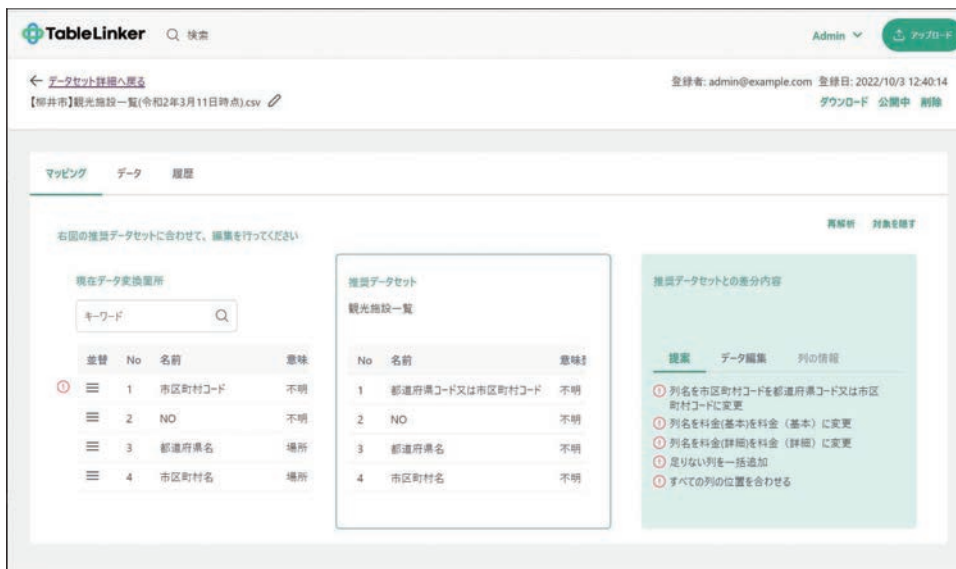 TableLinker 検索 Admin アップロード
← データセット詳細へ戻る
登録者: admin@example.com 登録日: 2022/10/3 12:40:14
【柳井市】観光施設一覧(令和2年3月11日時点).csv
ダウンロード 公開中 削除
マッピング データ 履歴
再解析 対象を隠す
右図の推奨データセットに合わせて、編集を行ってください
現在データ変換箇所
キーワード
並替 No 名前 意味
1 市区町村コード 不明
2 NO 不明
3 都道府県名 場所
4 市区町村名 場所
推奨データセット
観光施設一覧
No 名前 意味
1 都道府県コード又は市区町村コード 不明
2 NO 不明
3 都道府県名 不明
4 市区町村名 不明
推奨データセットとの差分内容
提案 データ編集 列の情報
列名を市区町村コードを都道府県コード又は市区
町村コードに変更
列名を料金(基本)を料金（基本）に変更
列名を料金(詳細)を料金（詳細）に変更
足りない列を一括追加
すべての列の位置を合わせる